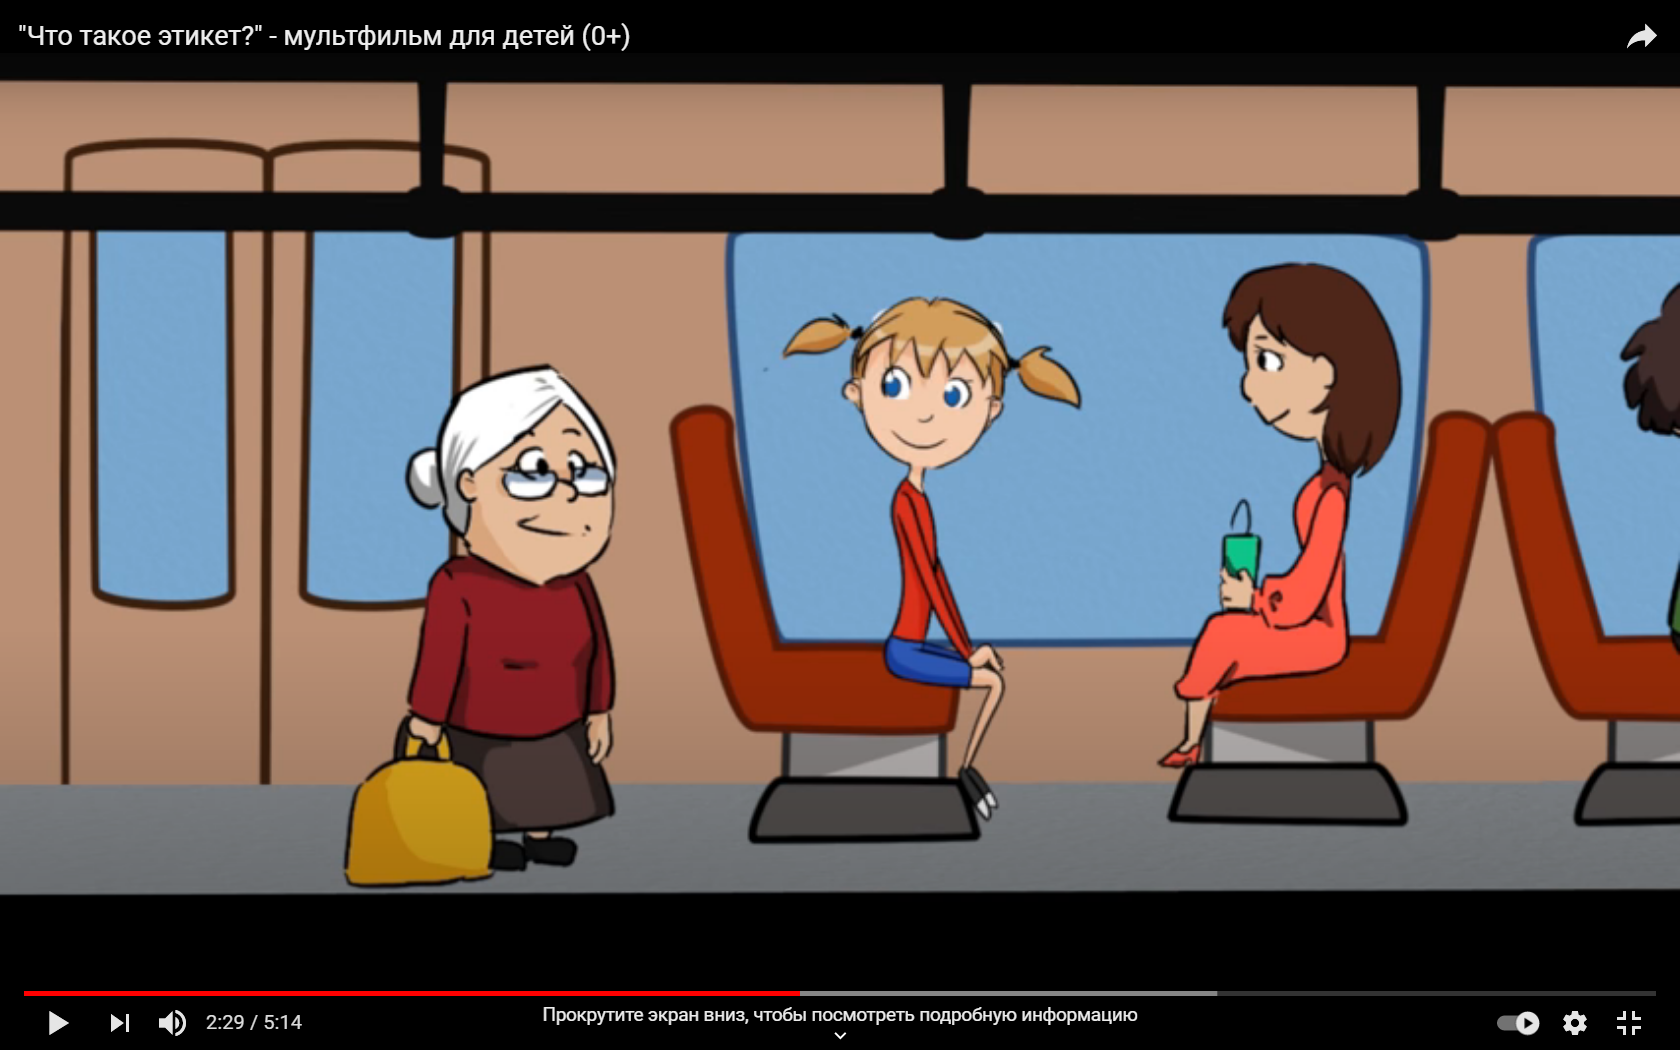 "Что такое этикет?" - мультфильм для детей (0+)
2:29 / 5:14
Прокрутите экран вниз, чтобы посмотреть подробную информацию